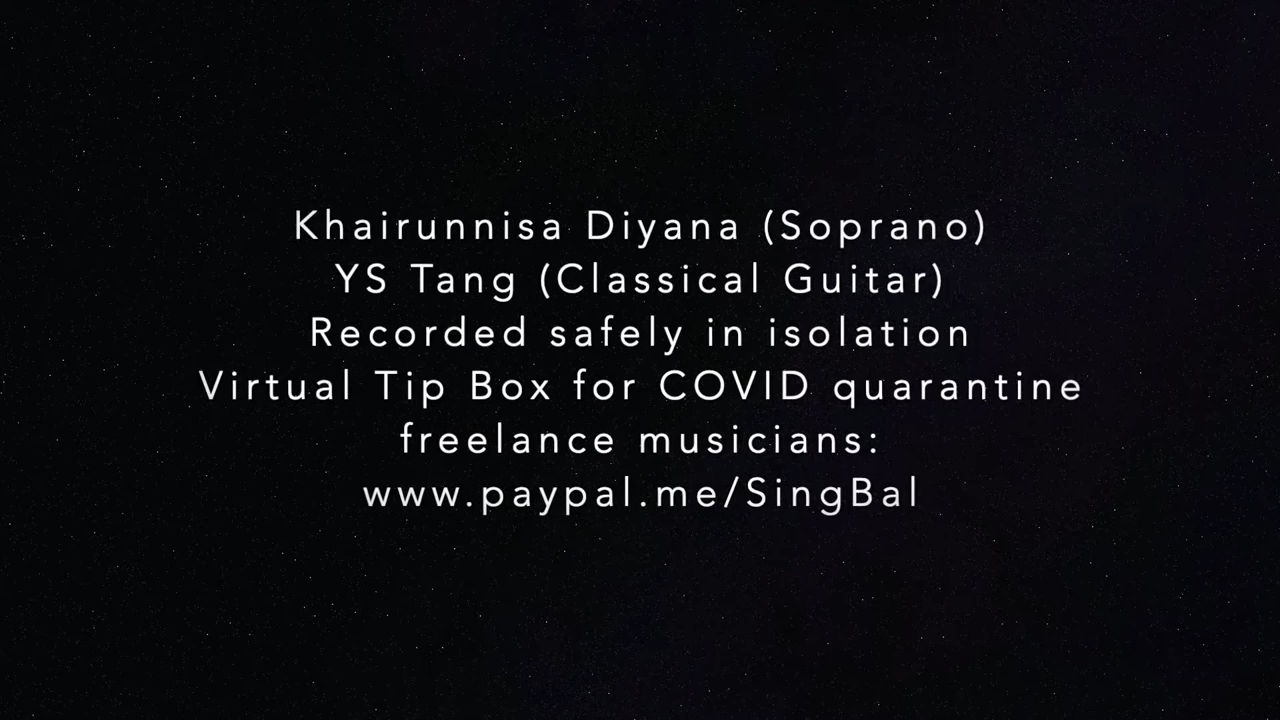 Khairunnisa Diyana (Soprano)
YS Tang (Classical Guitar)
Recorded safely in isolation
Virtual Tip Box for COVID quarantine
freelance musicians:
www.paypal.me/SingBal